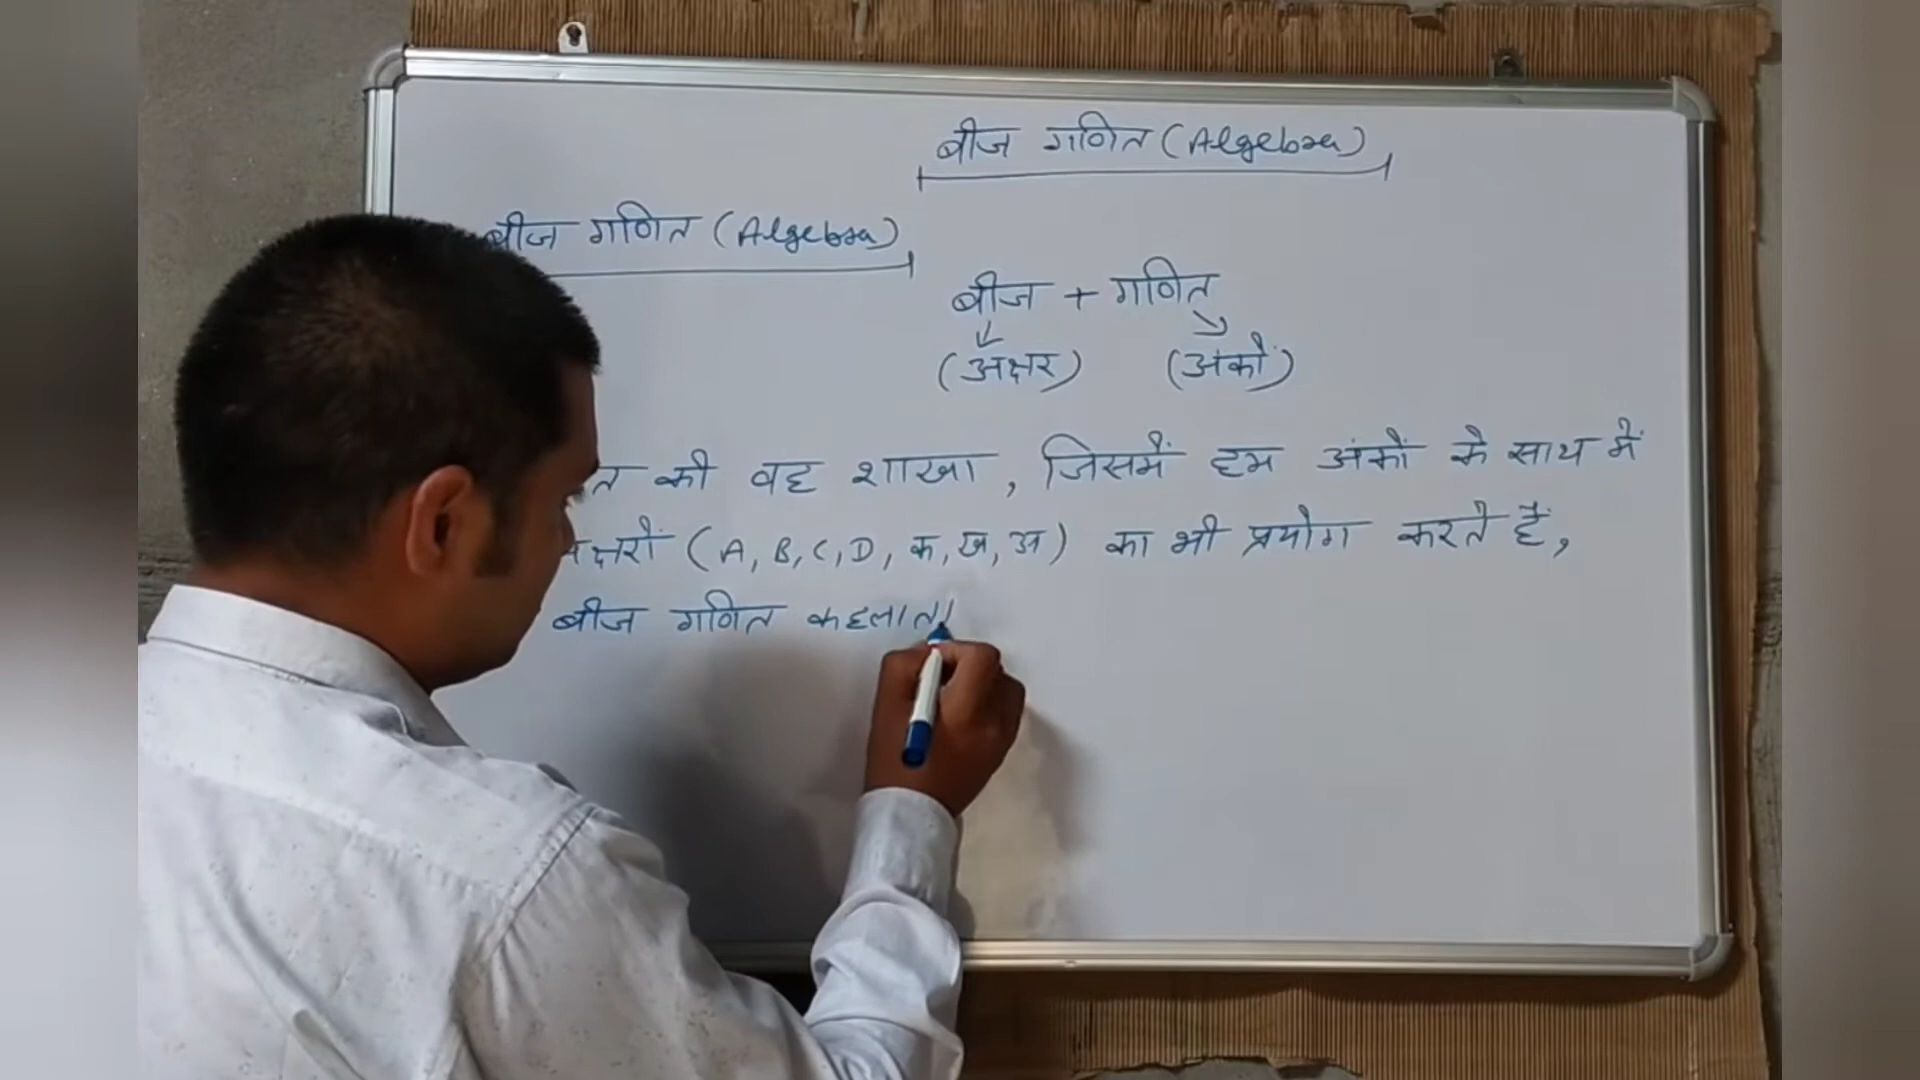 बीज गणित (Algebra)
बीज गणित (Algebra)
बीज + गणित
(अक्षर) (अंकों)
की वह शाखा, जिसमें हम अंकों के साथ में
(A, B, C, D, क, ख, अ) का भी प्रयोग करते हैं,
बीज गणित कहलाता